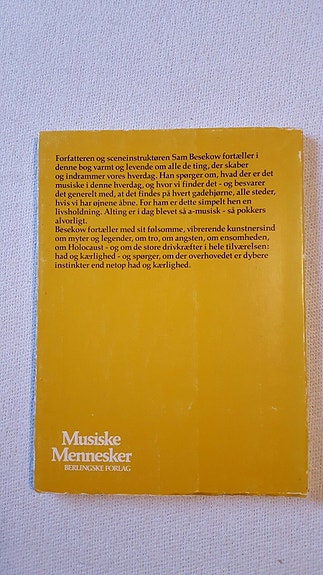 Forfatteren og sceneinstruktøren Sam Besekow fortæller i
denne bog varmt og levende om alle de ting, der skaber
og indrammer vores hverdag. Han spørger om, hvad der er det
musiske i denne hverdag, og hvor vi finder det - og besvarer
det generelt med, at det findes på hvert gadehjørne, alle steder,
hvis vi har øjnene åbne. For ham er dette simpelt hen en
livsholdning. Alting er i dag blevet så a-musisk - så pokkers
alvorligt.
Besekow fortæller med sit følsomme, vibrerende kunstnersind
om myter og legender, om tro, om angsten, om ensomheden,
om Holocaust - og om de store drivkræfter i hele tilværelsen:
had og kærlighed - og spørger, om der overhovedet er dybere
instinkter end netop had og kærlighed.
Musiske
Mennesker
BERLINGSKE FORLAG